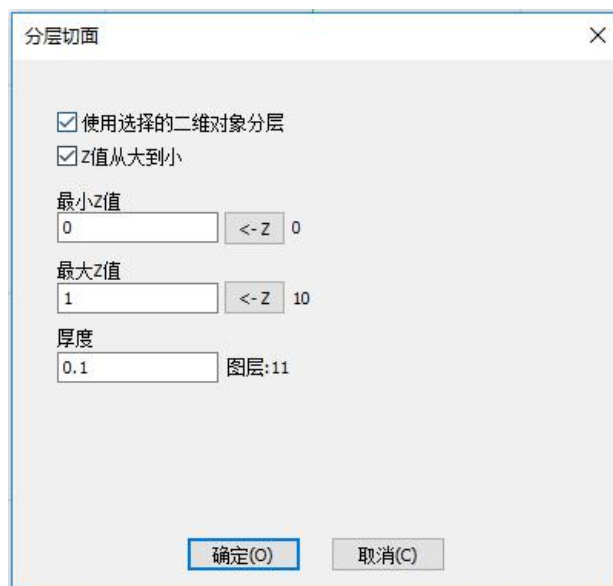 分层切面
使用选择的二维对象分层
Z值从大到小
最小Z值
0 <-Z 0
最大Z值
1 <-Z 10
厚度
0.1 图层:11
确定(O) 取消(C)